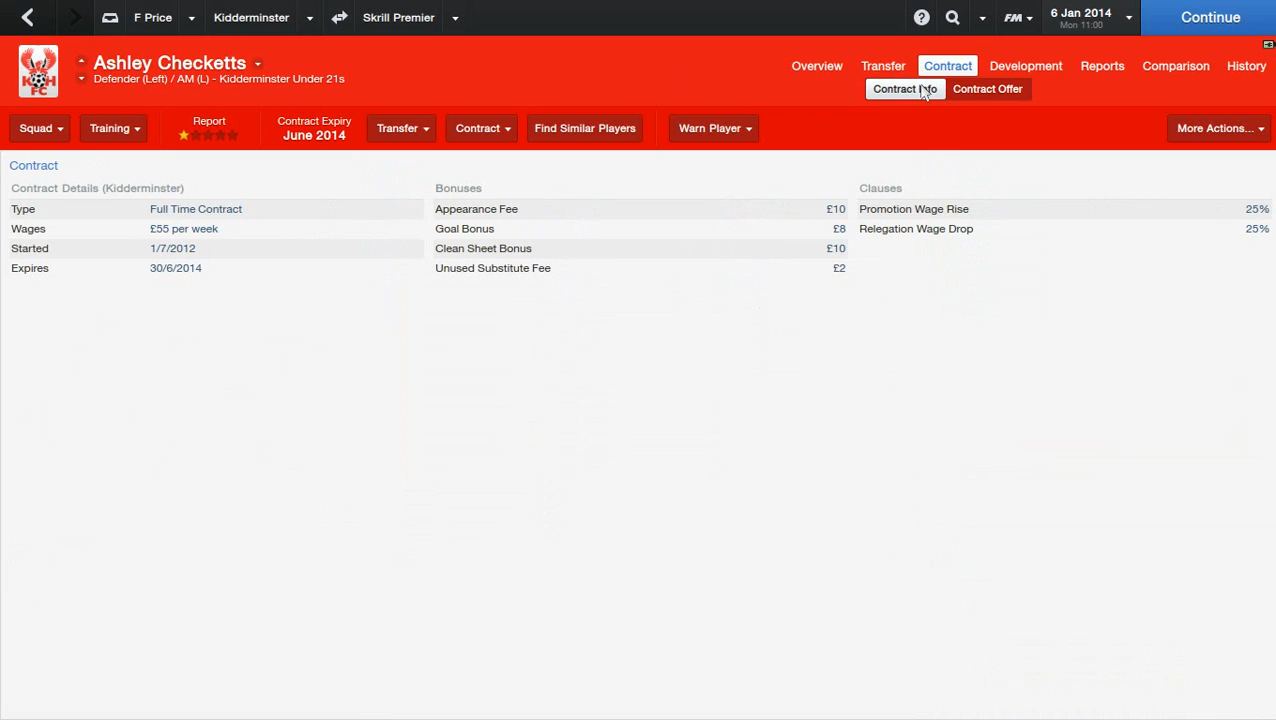 F Price Kidderminster Skrill Premier ? FM 6 Jan 2014 Continue
Mon 11:00
Ashley Checketts
Defender (Left) / AM (L) - Kidderminster Under 21s
KH
FC
Overview Transfer Contract Development Reports Comparison History
Contract Info Contract Offer
Squad Training Report Contract Expiry June 2014 Transfer Contract Find Similar Players Warn Player More Actions...
Contract
Contract Details (Kidderminster) Bonuses Clauses
Type Full Time Contract Appearance Fee £10 Promotion Wage Rise 25%
Wages £55 per week Goal Bonus £8 Relegation Wage Drop 25%
Started 1/7/2012 Clean Sheet Bonus £10
Expires 30/6/2014 Unused Substitute Fee £2